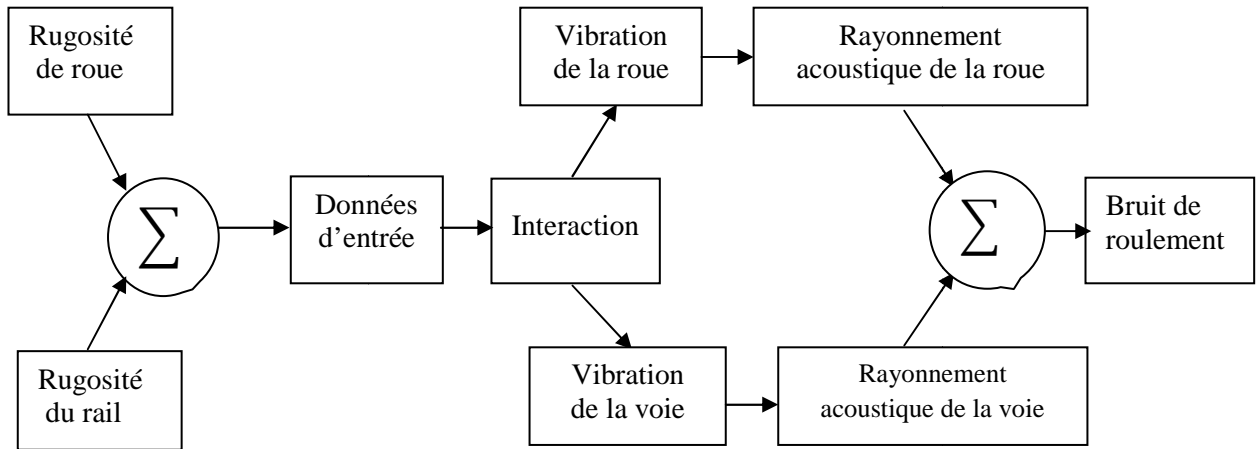 Rugosité
de roue
Rugosité
du rail
∑
Données
d’entrée
Interaction
Vibration
de la roue
Rayonnement
acoustique de la roue
Vibration
de la voie
Rayonnement
acoustique de la voie
∑
Bruit de
roulement